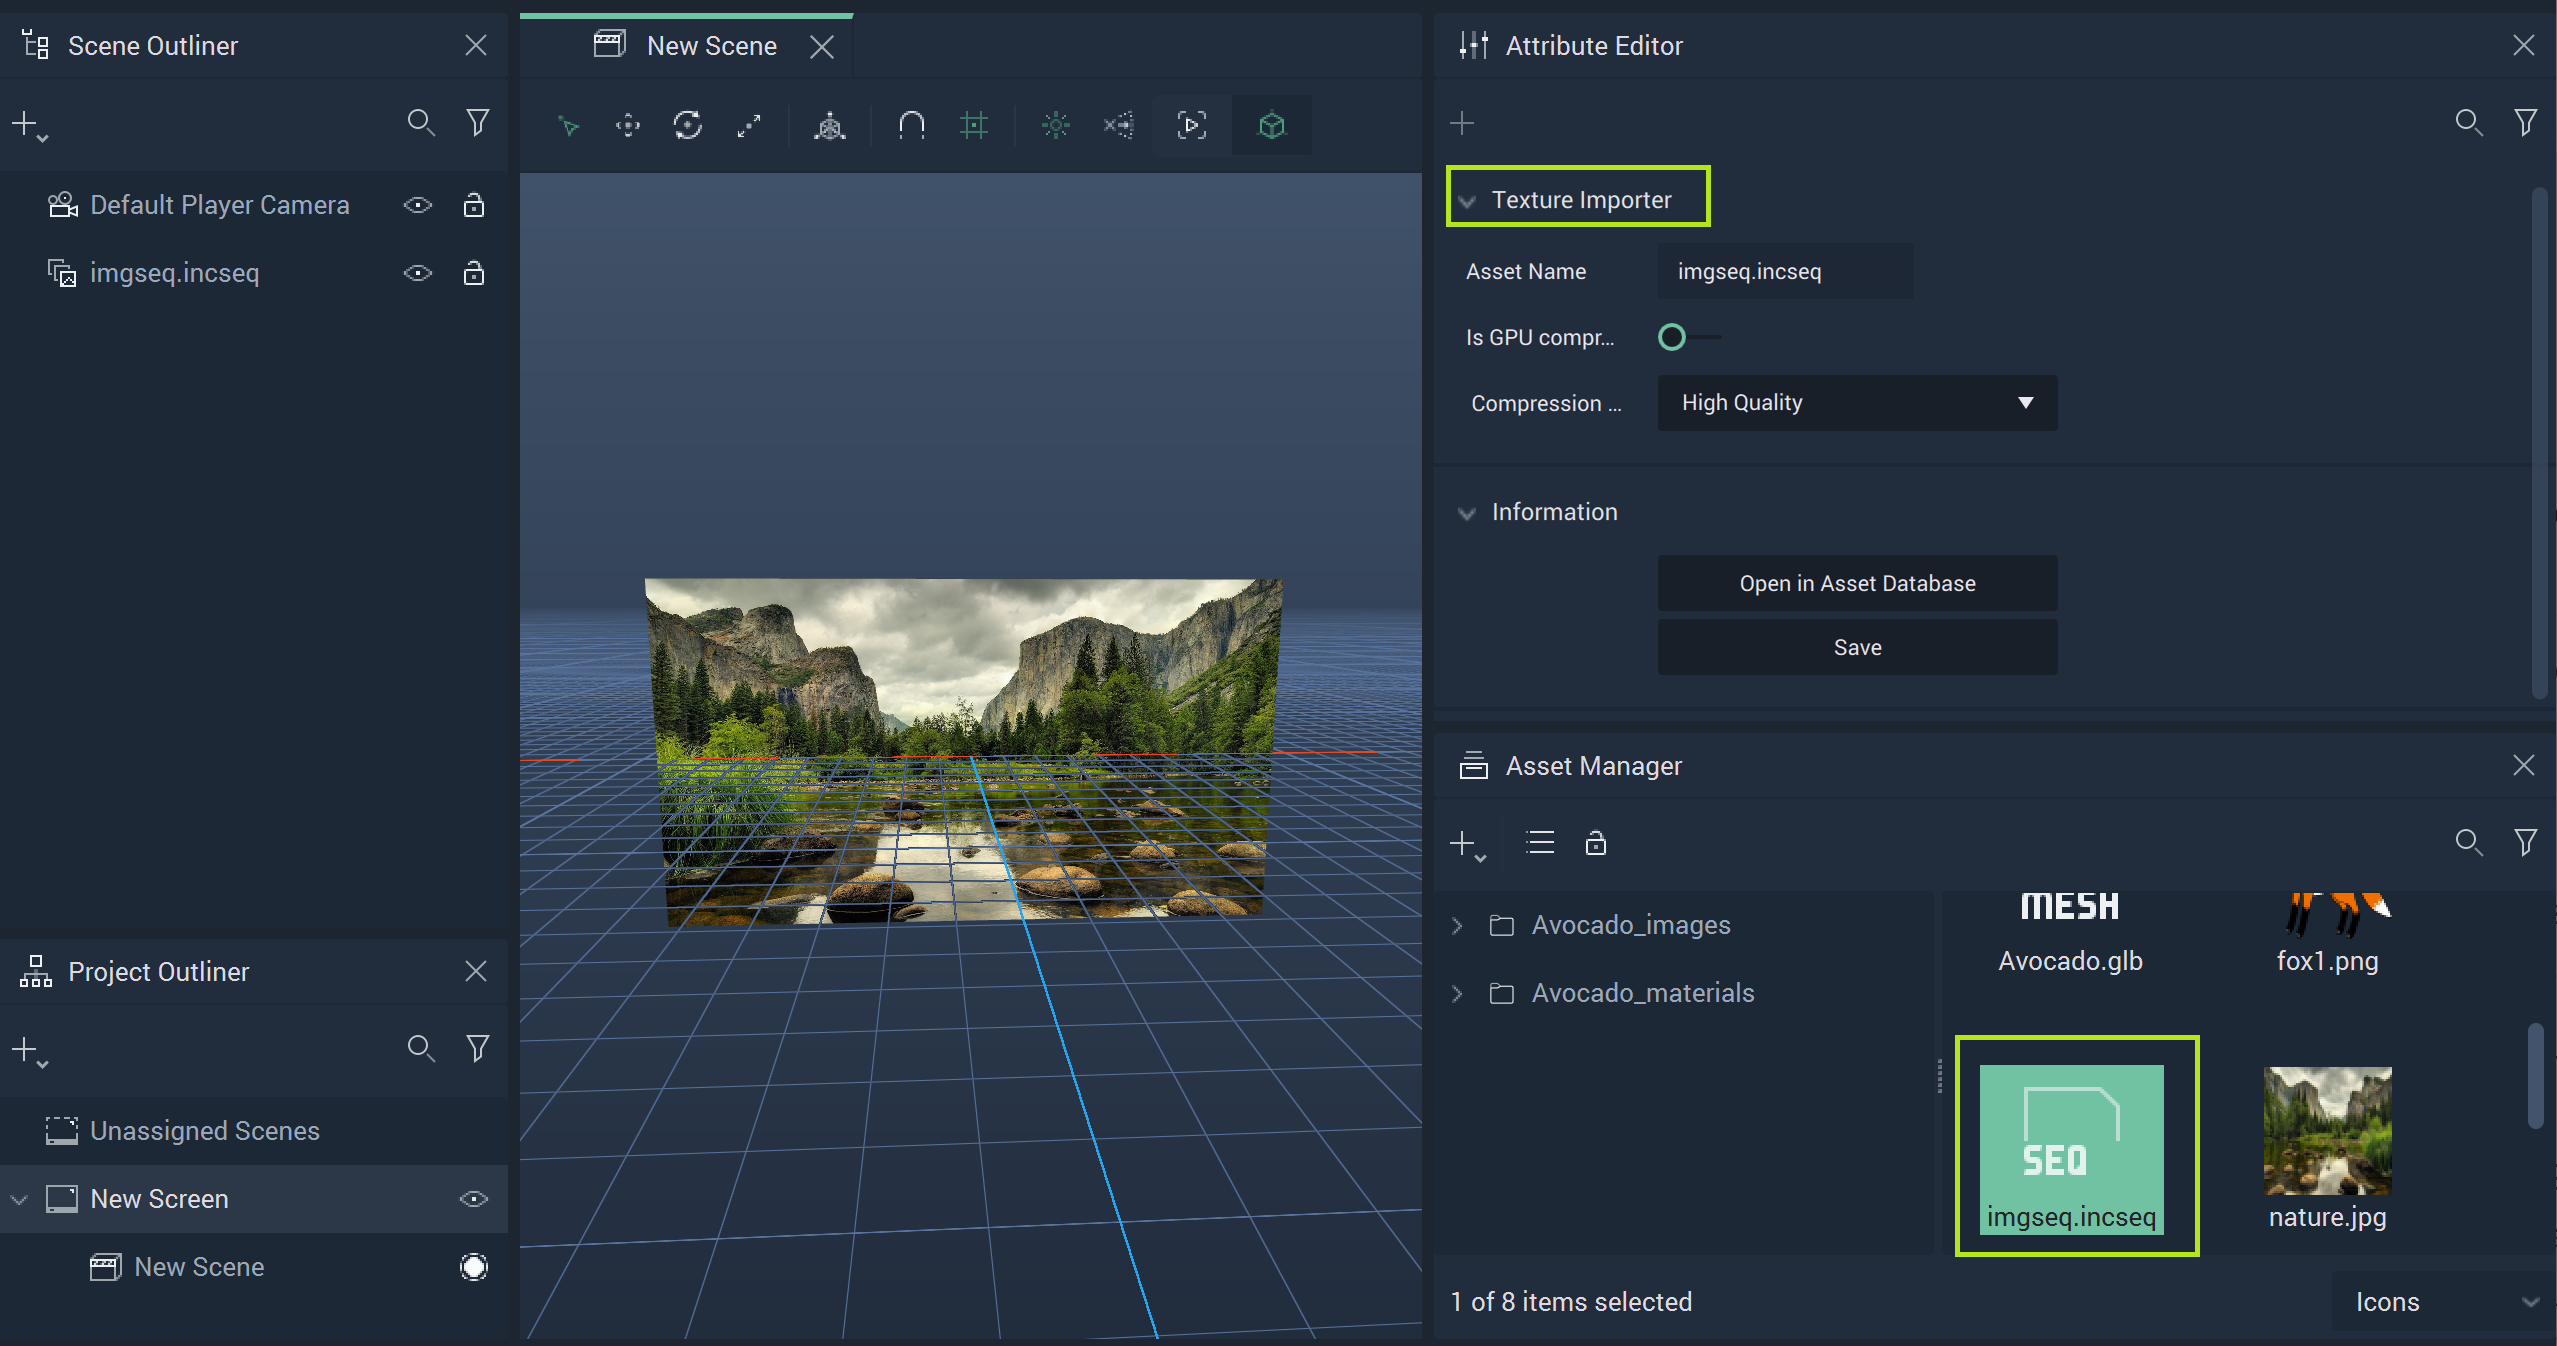 Scene Outliner
Default Player Camera
imgseq.incseq
Project Outliner
Unassigned Scenes
New Screen
New Scene
New Scene
Attribute Editor
Texture Importer
Asset Name
imgseq.incseq
Is GPU compr...
Compression ...
High Quality
Information
Open in Asset Database
Save
Asset Manager
Avocado_images
Avocado_materials
MESH
Avocado.glb
fox1.png
SEQ
imgseq.incseq
nature.jpg
1 of 8 items selected
Icons